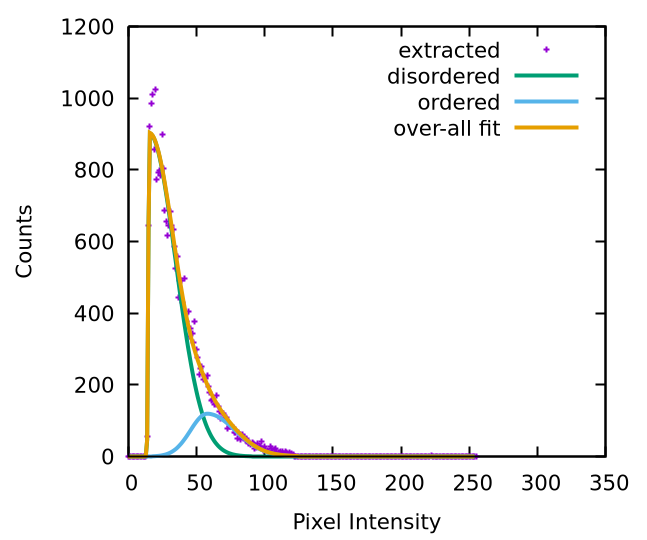 1200
1000
800
600
400
200
0
Counts
extracted
disordered
ordered
over-all fit
0 50 100 150 200 250 300 350
Pixel Intensity